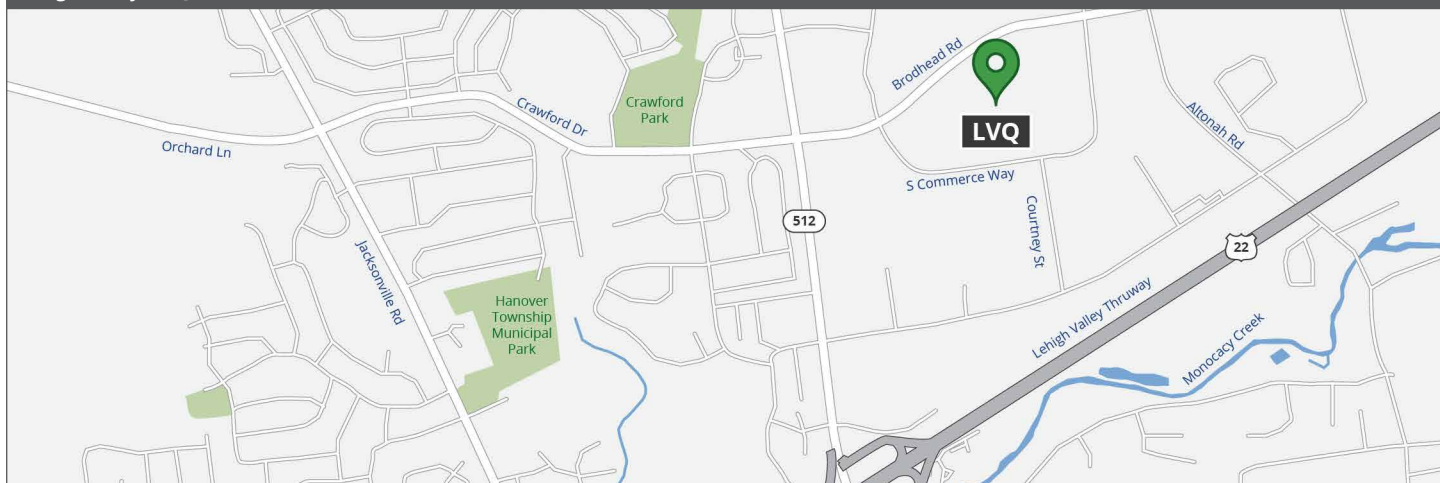 Brodhead Rd
Crawford
Park
Crawford Dr
LVQ
Altonah Rd
Orchard Ln
S Commerce Way
512
Courtney St
22
Jacksonville Rd
Hanover
Township
Municipal
Park
Lehigh Valley Thruway
Monocacy Creek